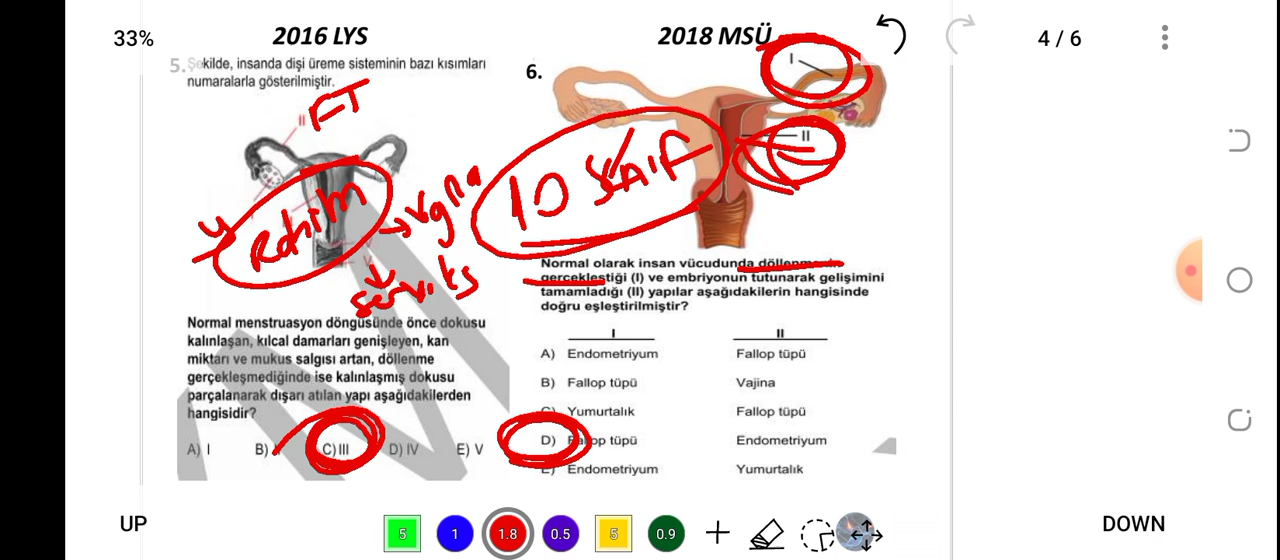 33%
2016 LYS
2018 MSÜ
4 / 6
5. Şekilde, insanda dişi üreme sisteminin bazı kısımları
numaralarla gösterilmiştir.
II FT
Rahim
vajina
serviks
Normal menstruasyon döngüsünde önce dokusu
kalınlaşan, kılcal damarları genişleyen, kan
miktarı ve mukus salgısı artan, döllenme
gerçekleşmediğinde ise kalınlaşmış dokusu
parçalanarak dışarı atılan yapı aşağıdakilerden
hangisidir?
A) I B) C) III D) IV E) V
6.
I
II
10 Sınıf
Normal olarak insan vücudunda döllenmenin
gerçekleştiği (I) ve embriyonun tutunarak gelişimini
tamamladığı (II) yapılar aşağıdakilerin hangisinde
doğru eşleştirilmiştir?
I II
A) Endometriyum Fallop tüpü
B) Fallop tüpü Vajina
C) Yumurtalık Fallop tüpü
D) Fallop tüpü Endometriyum
E) Endometriyum Yumurtalık
UP
5 1 1.8 0.5 5 0.9
DOWN